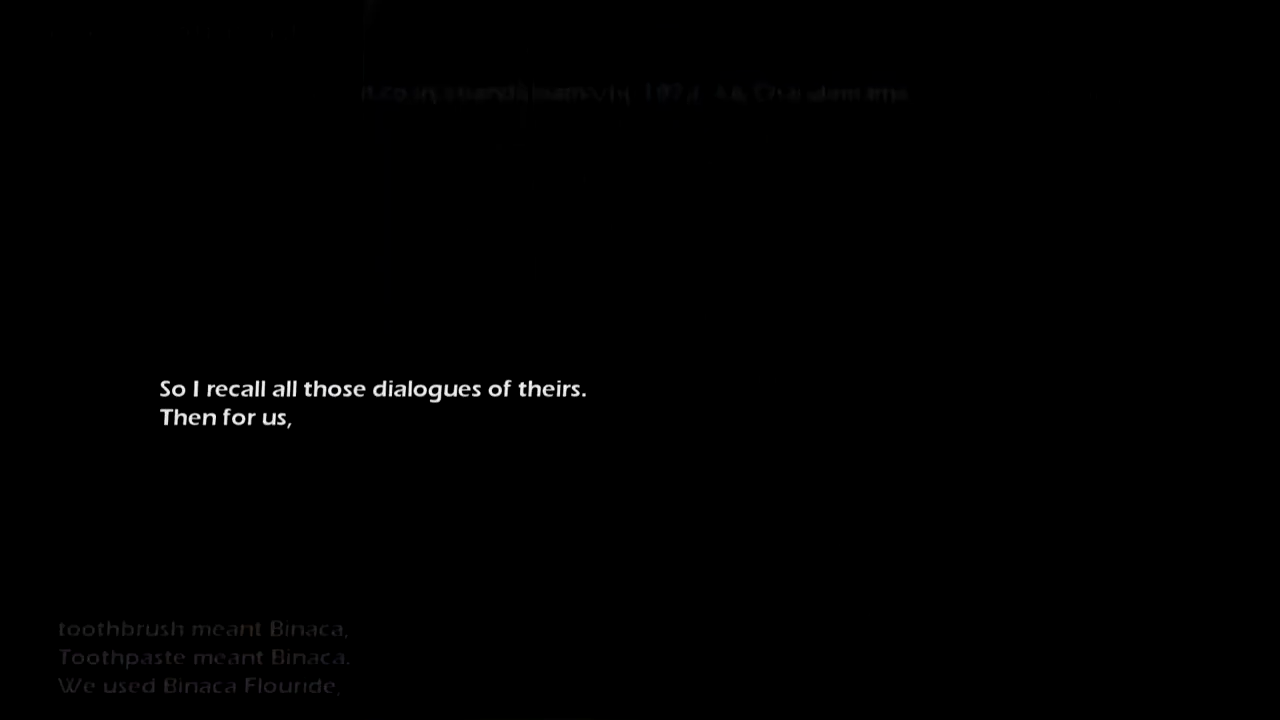 So I recall all those dialogues of theirs.
Then for us,
toothbrush meant Binaca,
Toothpaste meant Binaca.
We used Binaca Flouride,